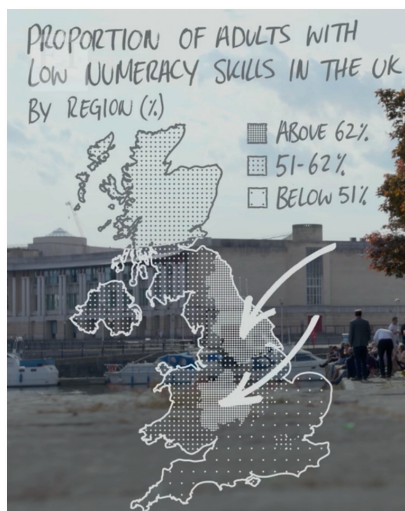 PROPORTION OF ADULTS WITH
LOW NUMERACY SKILLS IN THE UK
BY REGION (%)
ABOVE 62%
51-62%
BELOW 51%